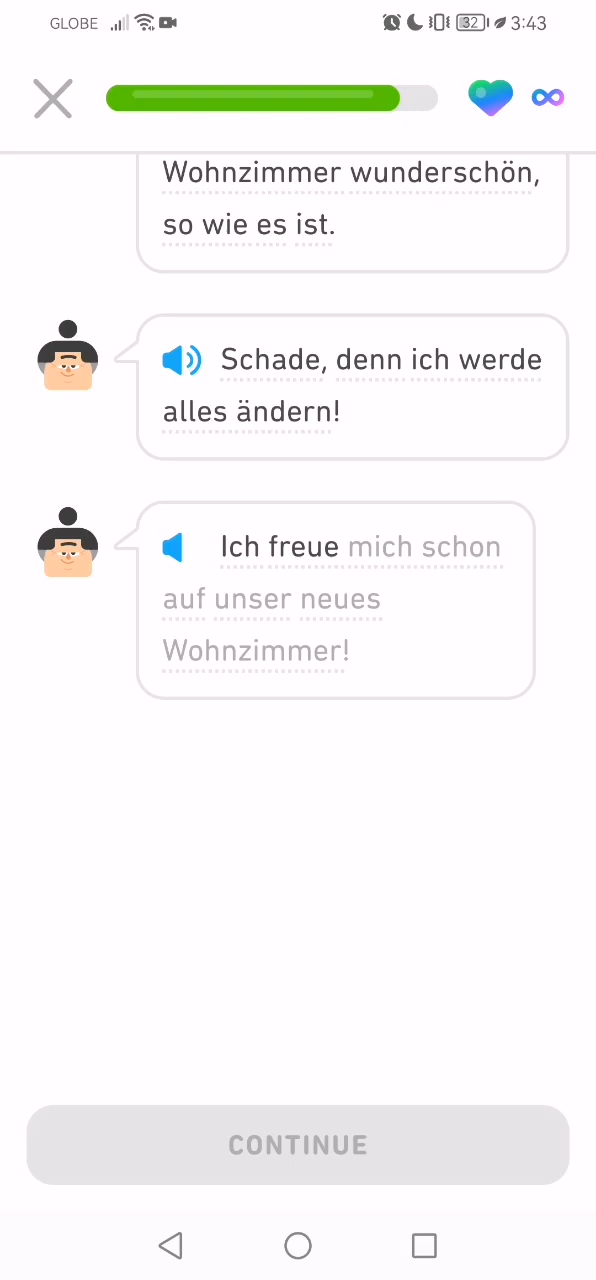 GLOBE 32 3:43
Wohnzimmer wunderschön,
so wie es ist.
Schade, denn ich werde
alles ändern!
Ich freue mich schon
auf unser neues
Wohnzimmer!
CONTINUE